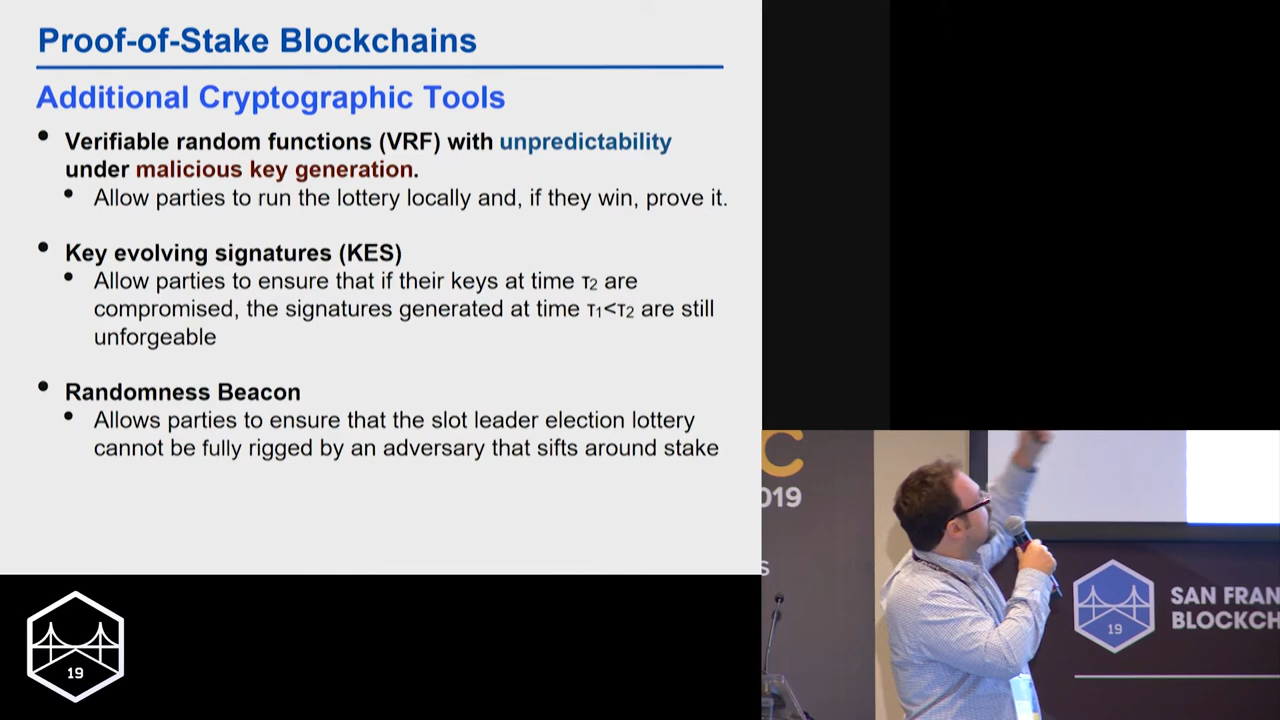 Proof-of-Stake Blockchains
Additional Cryptographic Tools
• Verifiable random functions (VRF) with unpredictability
under malicious key generation.
• Allow parties to run the lottery locally and, if they win, prove it.
• Key evolving signatures (KES)
• Allow parties to ensure that if their keys at time τ2 are
compromised, the signatures generated at time τ1<τ2 are still
unforgeable
• Randomness Beacon
• Allows parties to ensure that the slot leader election lottery
cannot be fully rigged by an adversary that sifts around stake
C
019
S
19
SAN FRAN
BLOCKCH
19